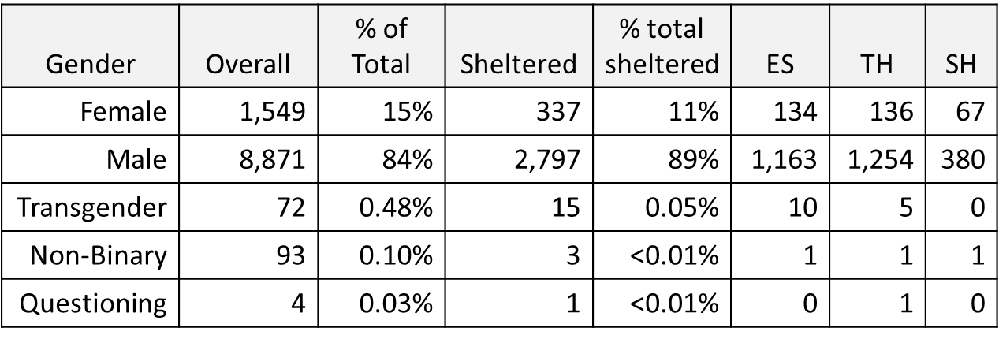 Gender Overall % of Total Sheltered % total sheltered ES TH SH
Female 1,549 15% 337 11% 134 136 67
Male 8,871 84% 2,797 89% 1,163 1,254 380
Transgender 72 0.48% 15 0.05% 10 5 0
Non-Binary 93 0.10% 3 <0.01% 1 1 1
Questioning 4 0.03% 1 <0.01% 0 1 0